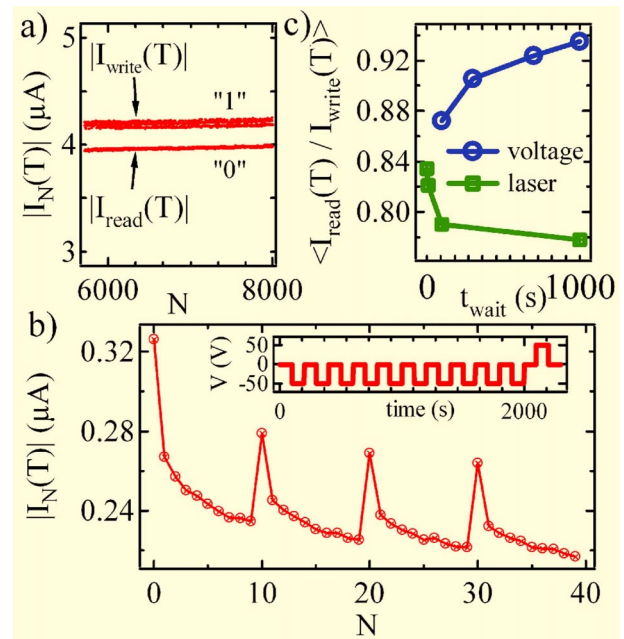 a)
|I_write(T)|
"1"
"0"
|I_read(T)|
|I_N(T)| (μA)
5
4
3
6000
8000
N
c)
<I_read(T) / I_write(T)>
0.92
0.88
0.84
0.80
voltage
laser
0
1000
t_wait (s)
b)
|I_N(T)| (μA)
0.32
0.28
0.24
V (V)
50
0
-50
0
time (s)
2000
0
10
20
30
40
N